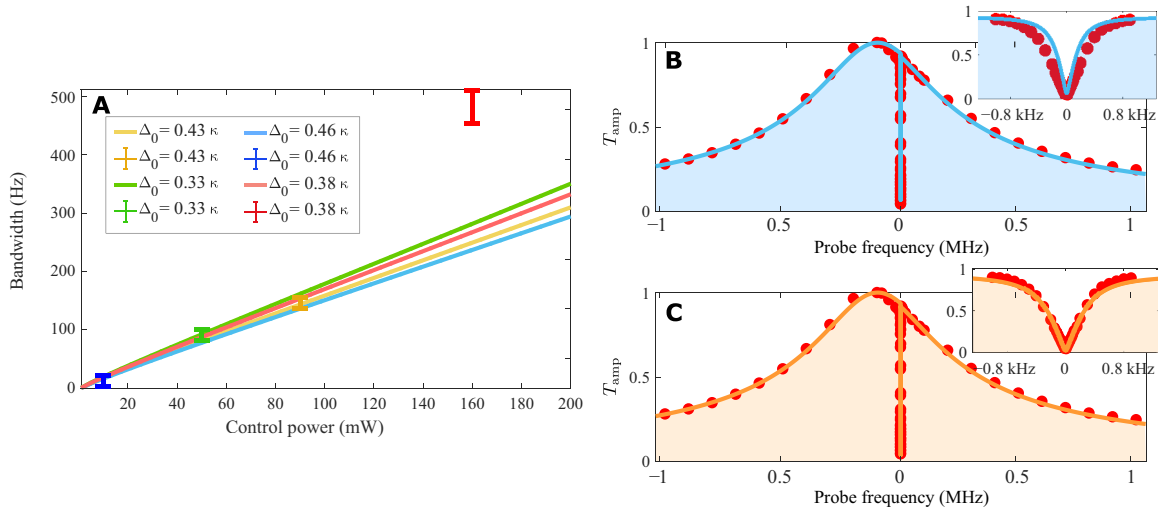 A
500
400
300
200
100
0
Bandwidth (Hz)
Δ0 = 0.43 κ
Δ0 = 0.46 κ
Δ0 = 0.43 κ
Δ0 = 0.46 κ
Δ0 = 0.33 κ
Δ0 = 0.38 κ
Δ0 = 0.33 κ
Δ0 = 0.38 κ
20 40 60 80 100 120 140 160 180 200
Control power (mW)
B
1
0.5
0
Tamp
−1 0.5 0 0.5 1
Probe frequency (MHz)
1
0.5
0
−0.8 kHz 0 0.8 kHz
C
1
0.5
0
Tamp
−1 0.5 0 0.5 1
Probe frequency (MHz)
1
0.5
0
−0.8 kHz 0 0.8 kHz